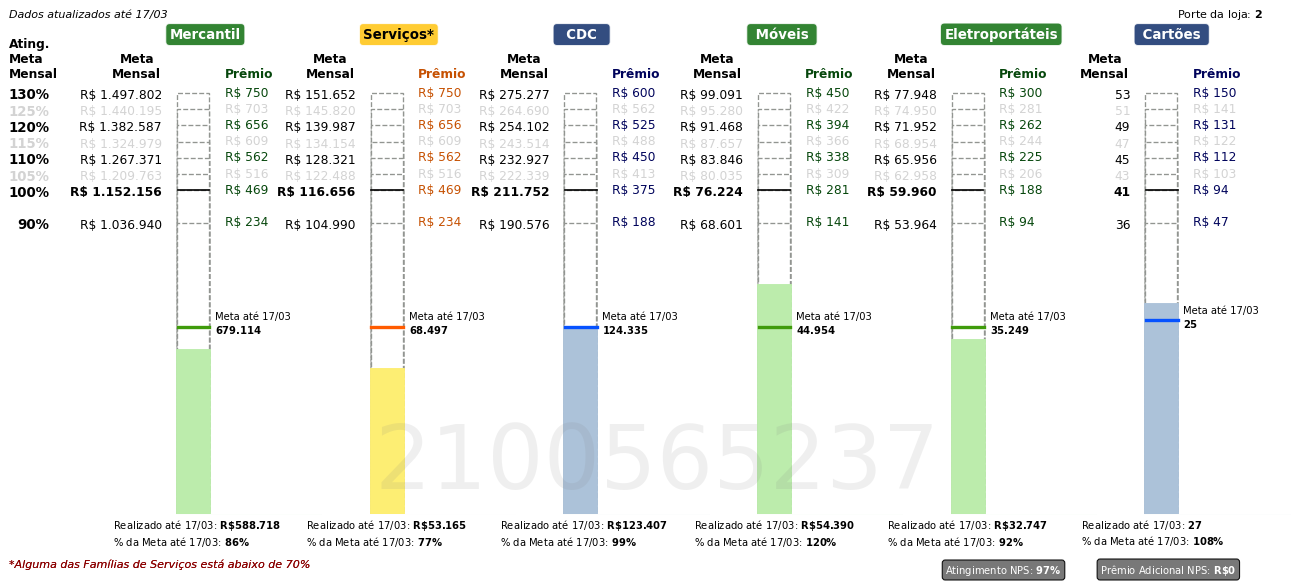 Dados atualizados até 17/03
Porte da loja: 2
Mercantil Serviços* CDC Móveis Eletroportáteis Cartões
Ating. Meta Mensal
Meta Mensal Prêmio Meta Mensal Prêmio Meta Mensal Prêmio Meta Mensal Prêmio Meta Mensal Prêmio Meta Mensal Prêmio
130% R$ 1.497.802 R$ 750 R$ 151.652 R$ 750 R$ 275.277 R$ 600 R$ 99.091 R$ 450 R$ 77.948 R$ 300 53 R$ 150
125% R$ 1.440.195 R$ 703 R$ 145.820 R$ 703 R$ 264.690 R$ 562 R$ 95.280 R$ 422 R$ 74.950 R$ 281 51 R$ 141
120% R$ 1.382.587 R$ 656 R$ 139.987 R$ 656 R$ 254.102 R$ 525 R$ 91.468 R$ 394 R$ 71.952 R$ 262 49 R$ 131
115% R$ 1.324.979 R$ 609 R$ 134.154 R$ 609 R$ 243.514 R$ 488 R$ 87.657 R$ 366 R$ 68.954 R$ 244 47 R$ 122
110% R$ 1.267.371 R$ 562 R$ 128.321 R$ 562 R$ 232.927 R$ 450 R$ 83.846 R$ 338 R$ 65.956 R$ 225 45 R$ 112
105% R$ 1.209.763 R$ 516 R$ 122.488 R$ 516 R$ 222.339 R$ 413 R$ 80.035 R$ 309 R$ 62.958 R$ 206 43 R$ 103
100% R$ 1.152.156 R$ 469 R$ 116.656 R$ 469 R$ 211.752 R$ 375 R$ 76.224 R$ 281 R$ 59.960 R$ 188 41 R$ 94
90% R$ 1.036.940 R$ 234 R$ 104.990 R$ 234 R$ 190.576 R$ 188 R$ 68.601 R$ 141 R$ 53.964 R$ 94 36 R$ 47
Meta até 17/03 Meta até 17/03 Meta até 17/03 Meta até 17/03 Meta até 17/03 Meta até 17/03
679.114 68.497 124.335 44.954 35.249 25
2100565237
Realizado até 17/03: R$588.718 Realizado até 17/03: R$53.165 Realizado até 17/03: R$123.407 Realizado até 17/03: R$54.390 Realizado até 17/03: R$32.747 Realizado até 17/03: 27
% da Meta até 17/03: 86% % da Meta até 17/03: 77% % da Meta até 17/03: 99% % da Meta até 17/03: 120% % da Meta até 17/03: 92% % da Meta até 17/03: 108%
*Alguma das Famílias de Serviços está abaixo de 70%
Atingimento NPS: 97% Prêmio Adicional NPS: R$0